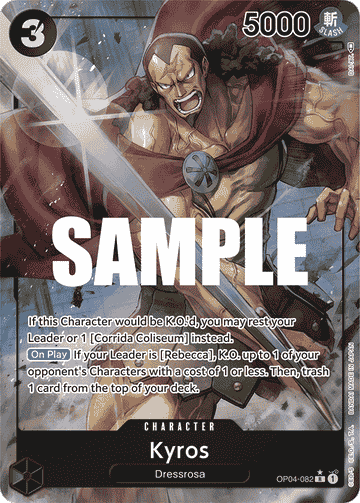 3
5000
斬
SLASH
SAMPLE
If this Character would be K.O.'d, you may rest your
Leader or 1 [Corrida Coliseum] instead.
On Play If your Leader is [Rebecca], K.O. up to 1 of your
opponent's Characters with a cost of 1 or less. Then, trash
1 card from the top of your deck.
CHARACTER
Kyros
Dressrosa
OP04-082 R 1